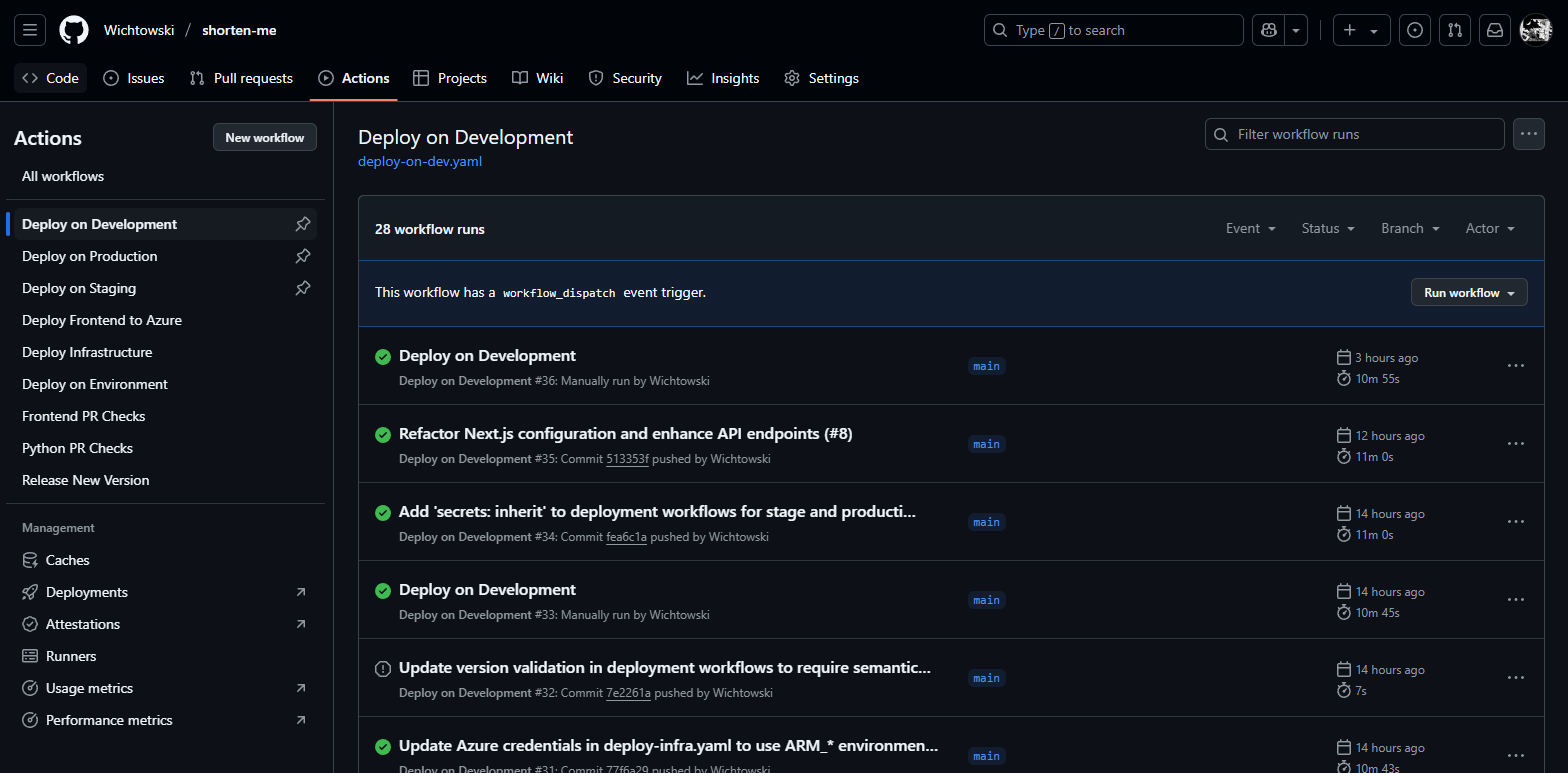 Wichtowski / shorten-me
Type / to search
Code Issues Pull requests Actions Projects Wiki Security Insights Settings
Actions
New workflow
All workflows
Deploy on Development
Deploy on Production
Deploy on Staging
Deploy Frontend to Azure
Deploy Infrastructure
Deploy on Environment
Frontend PR Checks
Python PR Checks
Release New Version
Management
Caches
Deployments
Attestations
Runners
Usage metrics
Performance metrics
Deploy on Development
deploy-on-dev.yaml
Filter workflow runs
28 workflow runs
Event Status Branch Actor
This workflow has a workflow_dispatch event trigger.
Run workflow
Deploy on Development
Deploy on Development #36: Manually run by Wichtowski
main
3 hours ago
10m 55s
Refactor Next.js configuration and enhance API endpoints (#8)
Deploy on Development #35: Commit 513353f pushed by Wichtowski
main
12 hours ago
11m 0s
Add 'secrets: inherit' to deployment workflows for stage and producti...
Deploy on Development #34: Commit fea6c1a pushed by Wichtowski
main
14 hours ago
11m 0s
Deploy on Development
Deploy on Development #33: Manually run by Wichtowski
main
14 hours ago
10m 45s
Update version validation in deployment workflows to require semantic...
Deploy on Development #32: Commit 7e2261a pushed by Wichtowski
main
14 hours ago
7s
Update Azure credentials in deploy-infra.yaml to use ARM_* environmen...
Deploy on Development #31: Commit 77f6a29 pushed by Wichtowski
main
14 hours ago
10m 43s